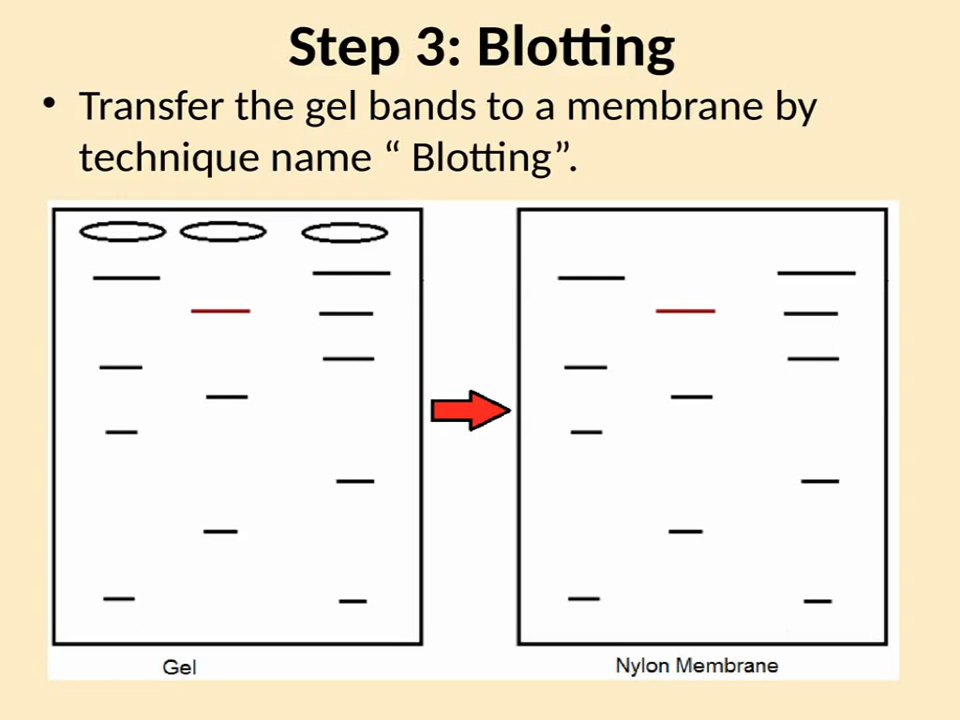 Step 3: Blotting
• Transfer the gel bands to a membrane by
technique name “ Blotting”.
Gel
Nylon Membrane